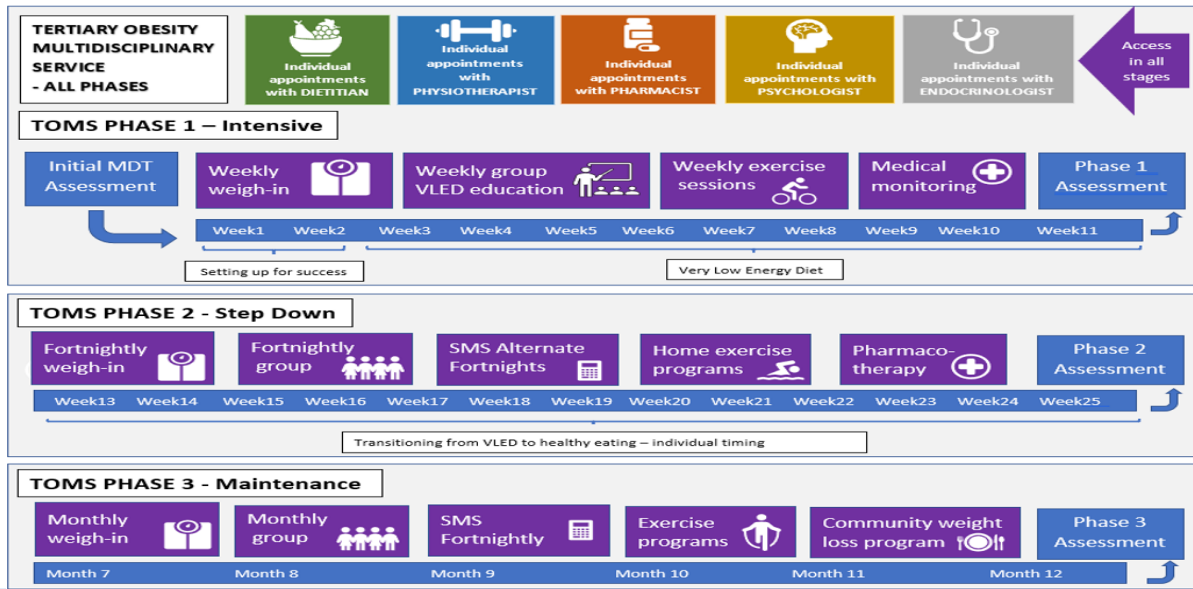 TERTIARY OBESITY
MULTIDISCIPLINARY
SERVICE
- ALL PHASES
Individual
appointments
with DIETITIAN
Individual
appointments
with
PHYSIOTHERAPIST
Individual
appointments
with PHARMACIST
Individual
appointments with
PSYCHOLOGIST
Individual
appointments with
ENDOCRINOLOGIST
Access
in all
stages
TOMS PHASE 1 – Intensive
Initial MDT
Assessment
Weekly
weigh-in
Weekly group
VLED education
Weekly exercise
sessions
Medical
monitoring
Phase 1
Assessment
Week1 Week2 Week3 Week4 Week5 Week6 Week7 Week8 Week9 Week10 Week11
Setting up for success
Very Low Energy Diet
TOMS PHASE 2 - Step Down
Fortnightly
weigh-in
Fortnightly
group
SMS Alternate
Fortnights
Home exercise
programs
Pharmaco-
therapy
Phase 2
Assessment
Week13 Week14 Week15 Week16 Week17 Week18 Week19 Week20 Week21 Week22 Week23 Week24 Week25
Transitioning from VLED to healthy eating – individual timing
TOMS PHASE 3 - Maintenance
Monthly
weigh-in
Monthly
group
SMS
Fortnightly
Exercise
programs
Community weight
loss program
Phase 3
Assessment
Month 7 Month 8 Month 9 Month 10 Month 11 Month 12